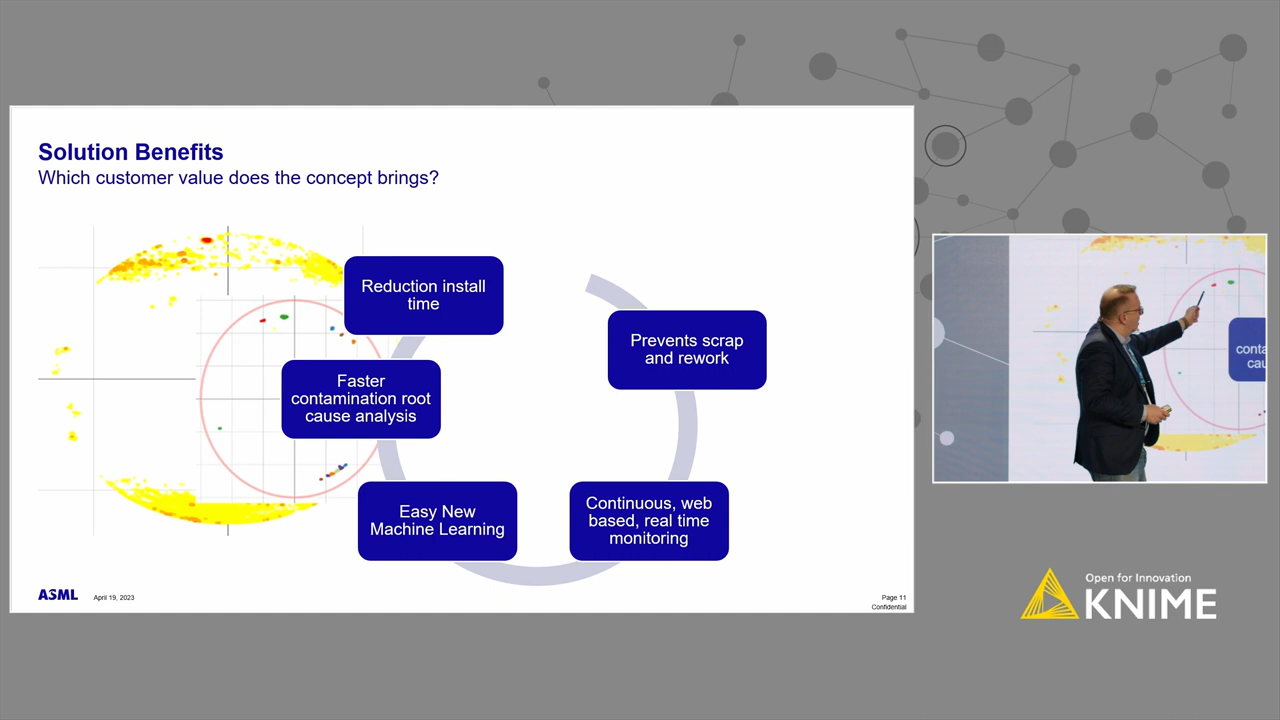 Solution Benefits
Which customer value does the concept brings?
Reduction install
time
Prevents scrap
and rework
Faster
contamination root
cause analysis
Easy New
Machine Learning
Continuous, web
based, real time
monitoring
ASML
April 19, 2023
Page 11
Confidential
conta
cau
Open for Innovation
KNIME